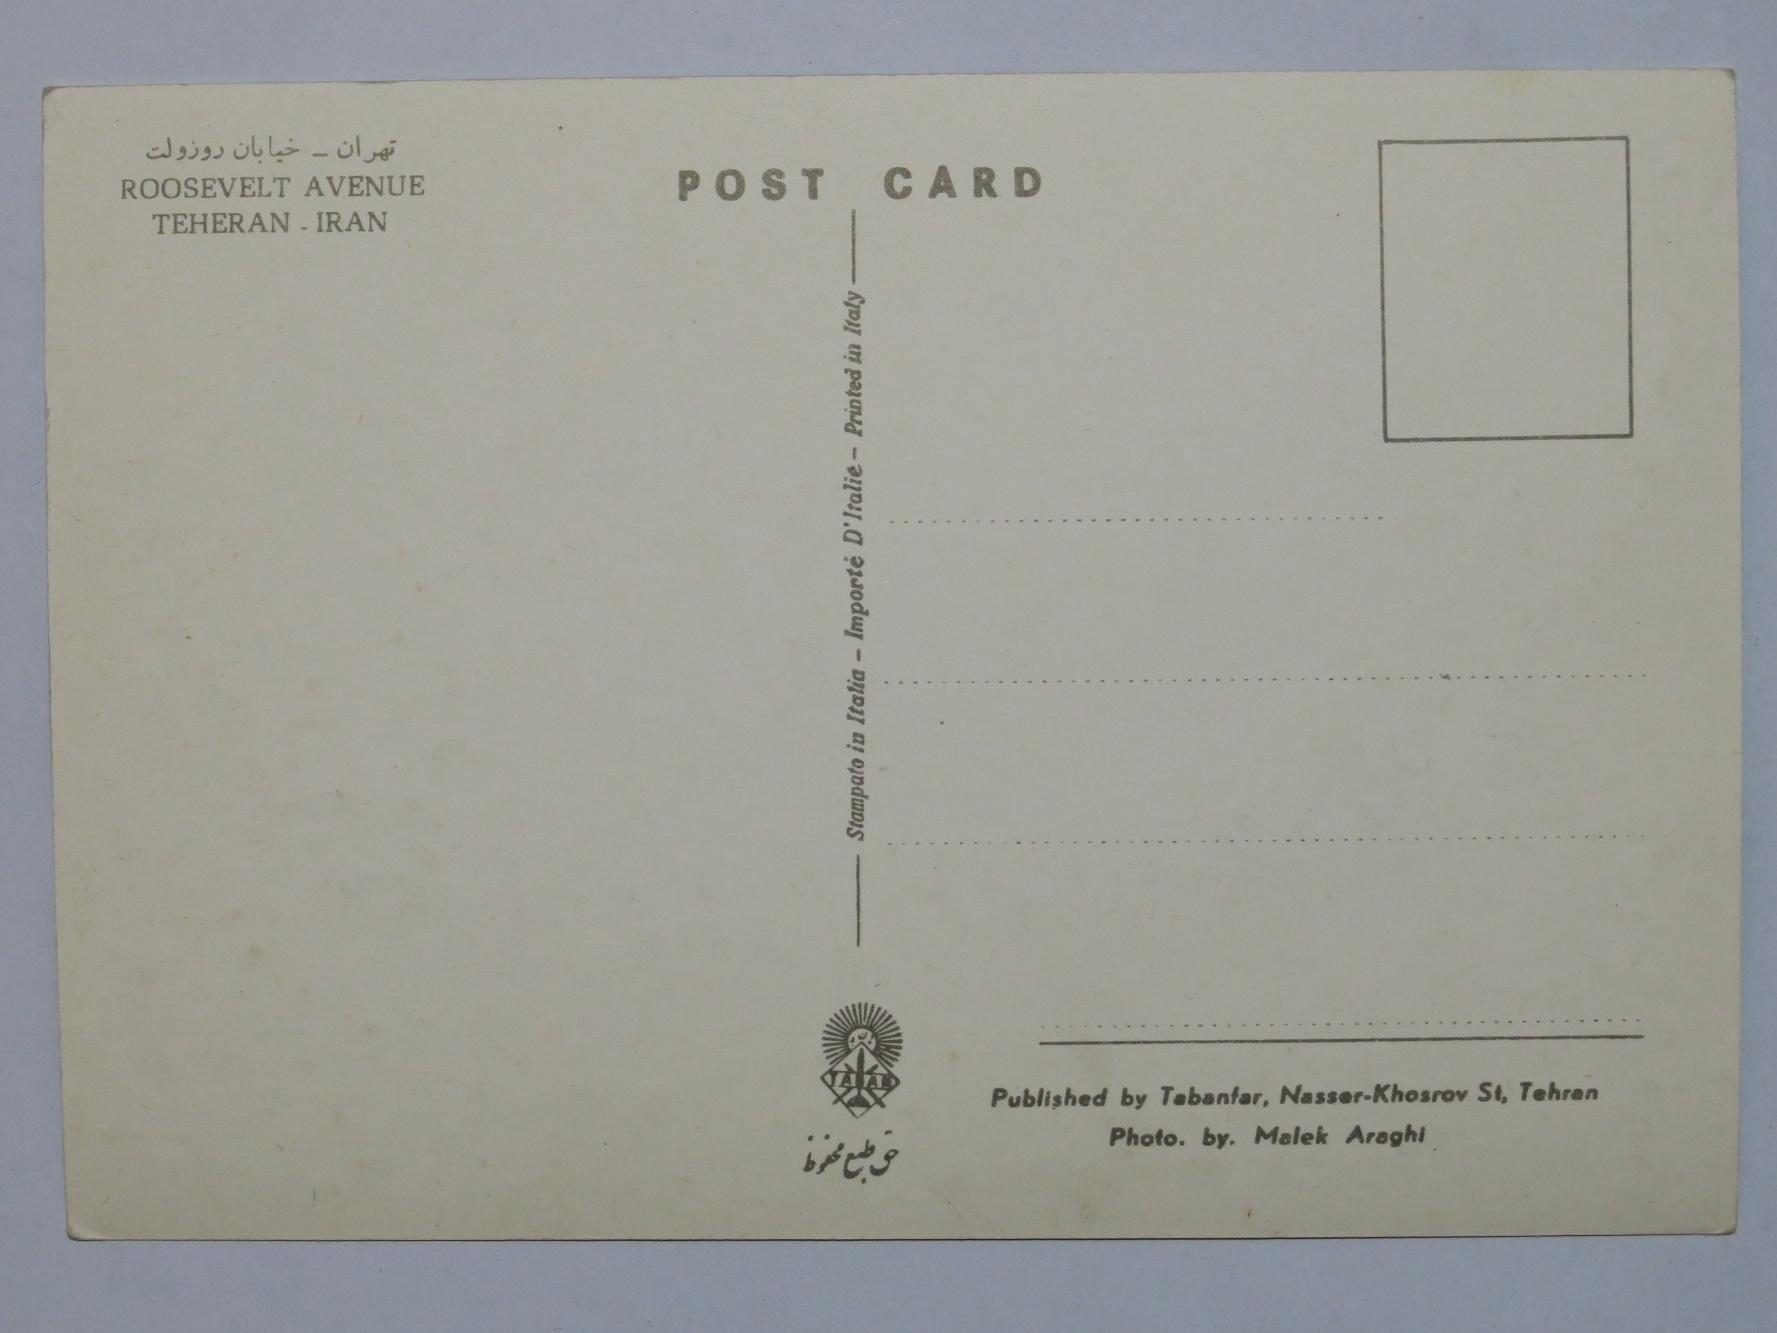 تهران – خیابان روزولت
ROOSEVELT AVENUE
TEHERAN - IRAN
POST CARD
Stampato in Italia – Importé D'Italie – Printed in Italy
TABAN
حق طبع محفوظ
Published by Tabanfar, Nasser-Khosrov St, Tehran
Photo. by. Malek Araghi